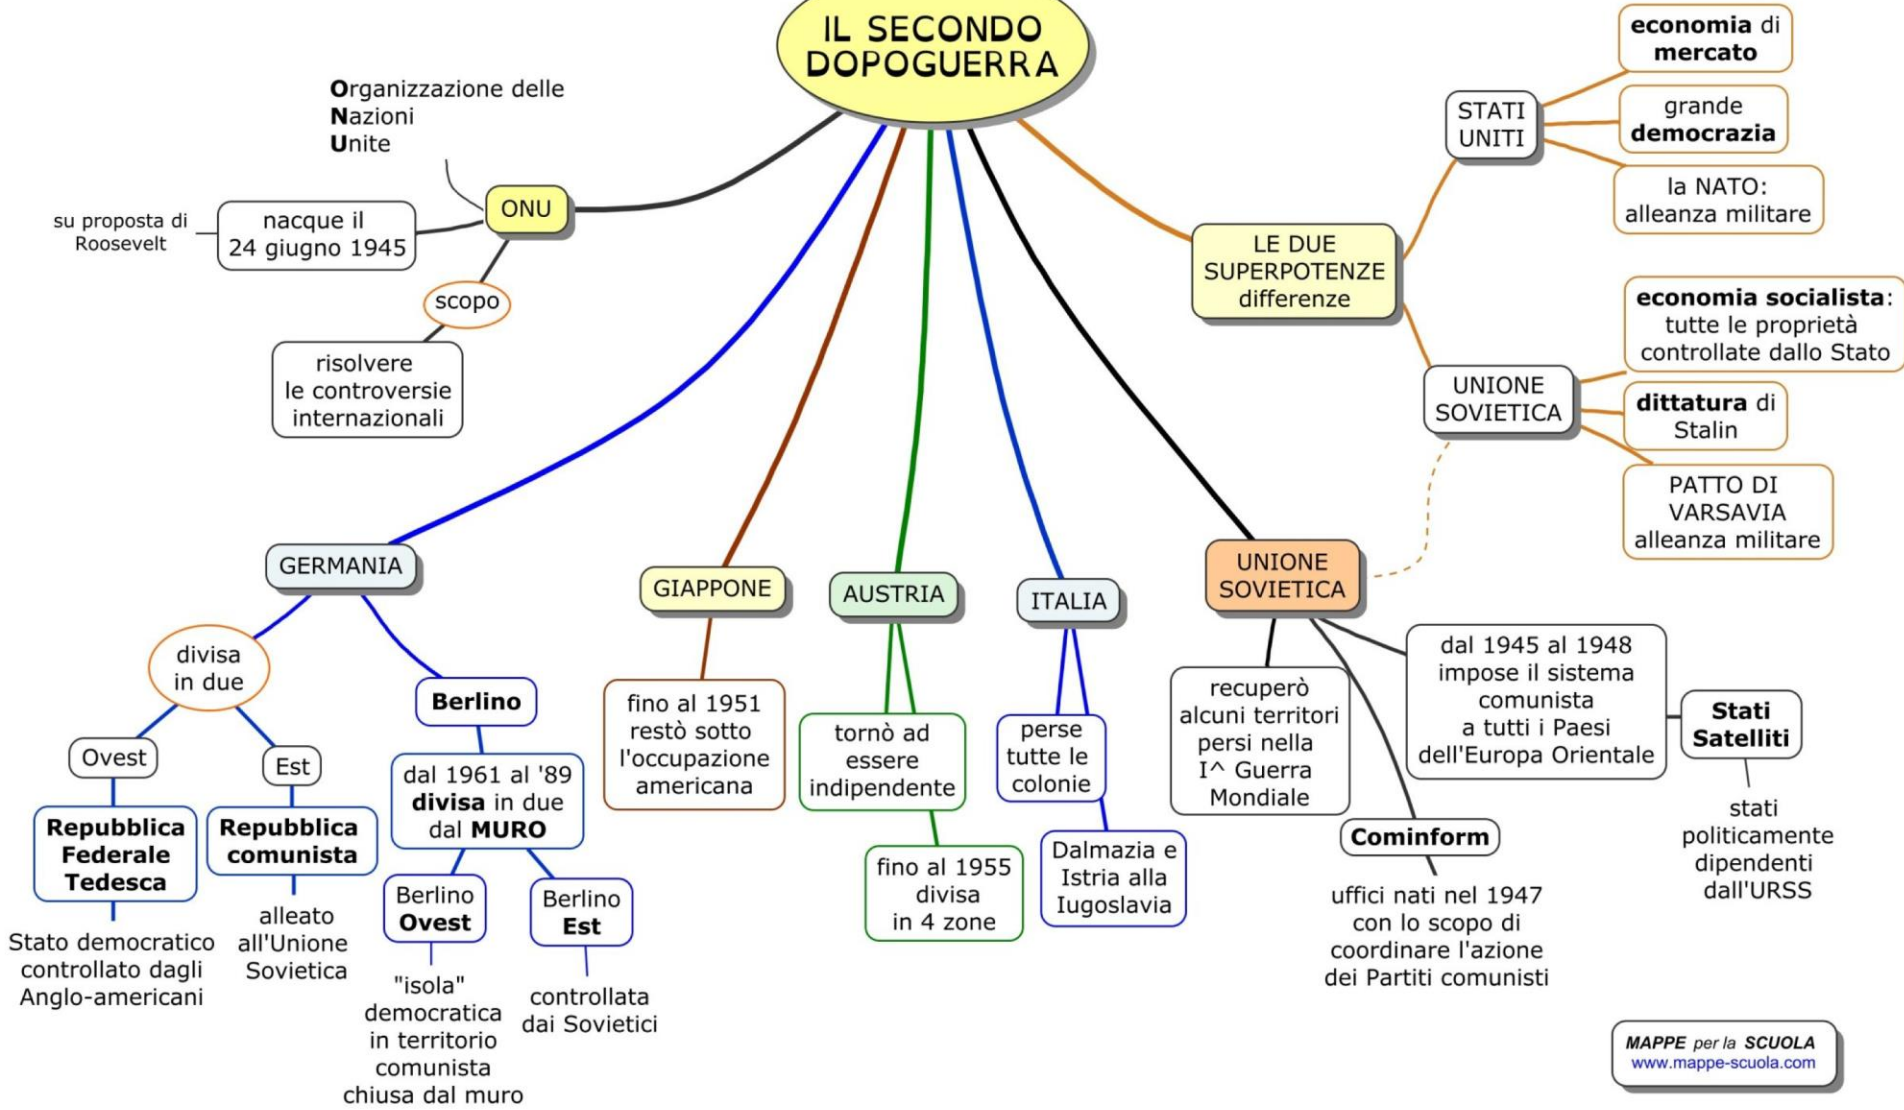 IL SECONDO
DOPOGUERRA
Organizzazione delle
Nazioni
Unite
ONU
nacque il
24 giugno 1945
su proposta di
Roosevelt
scopo
risolvere
le controversie
internazionali
LE DUE
SUPERPOTENZE
differenze
STATI
UNITI
economia di
mercato
grande
democrazia
la NATO:
alleanza militare
UNIONE
SOVIETICA
economia socialista:
tutte le proprietà
controllate dallo Stato
dittatura di
Stalin
PATTO DI
VARSAVIA
alleanza militare
GERMANIA
divisa
in due
Ovest
Repubblica
Federale
Tedesca
Stato democratico
controllato dagli
Anglo-americani
Est
Repubblica
comunista
alleato
all'Unione
Sovietica
Berlino
dal 1961 al '89
divisa in due
dal MURO
Berlino
Ovest
"isola"
democratica
in territorio
comunista
chiusa dal muro
Berlino
Est
controllata
dai Sovietici
GIAPPONE
fino al 1951
restò sotto
l'occupazione
americana
AUSTRIA
tornò ad
essere
indipendente
fino al 1955
divisa
in 4 zone
ITALIA
perse
tutte le
colonie
Dalmazia e
Istria alla
Iugoslavia
UNIONE
SOVIETICA
recuperò
alcuni territori
persi nella
I^ Guerra
Mondiale
Cominform
uffici nati nel 1947
con lo scopo di
coordinare l'azione
dei Partiti comunisti
dal 1945 al 1948
impose il sistema
comunista
a tutti i Paesi
dell'Europa Orientale
Stati
Satelliti
stati
politicamente
dipendenti
dall'URSS
MAPPE per la SCUOLA
www.mappe-scuola.com